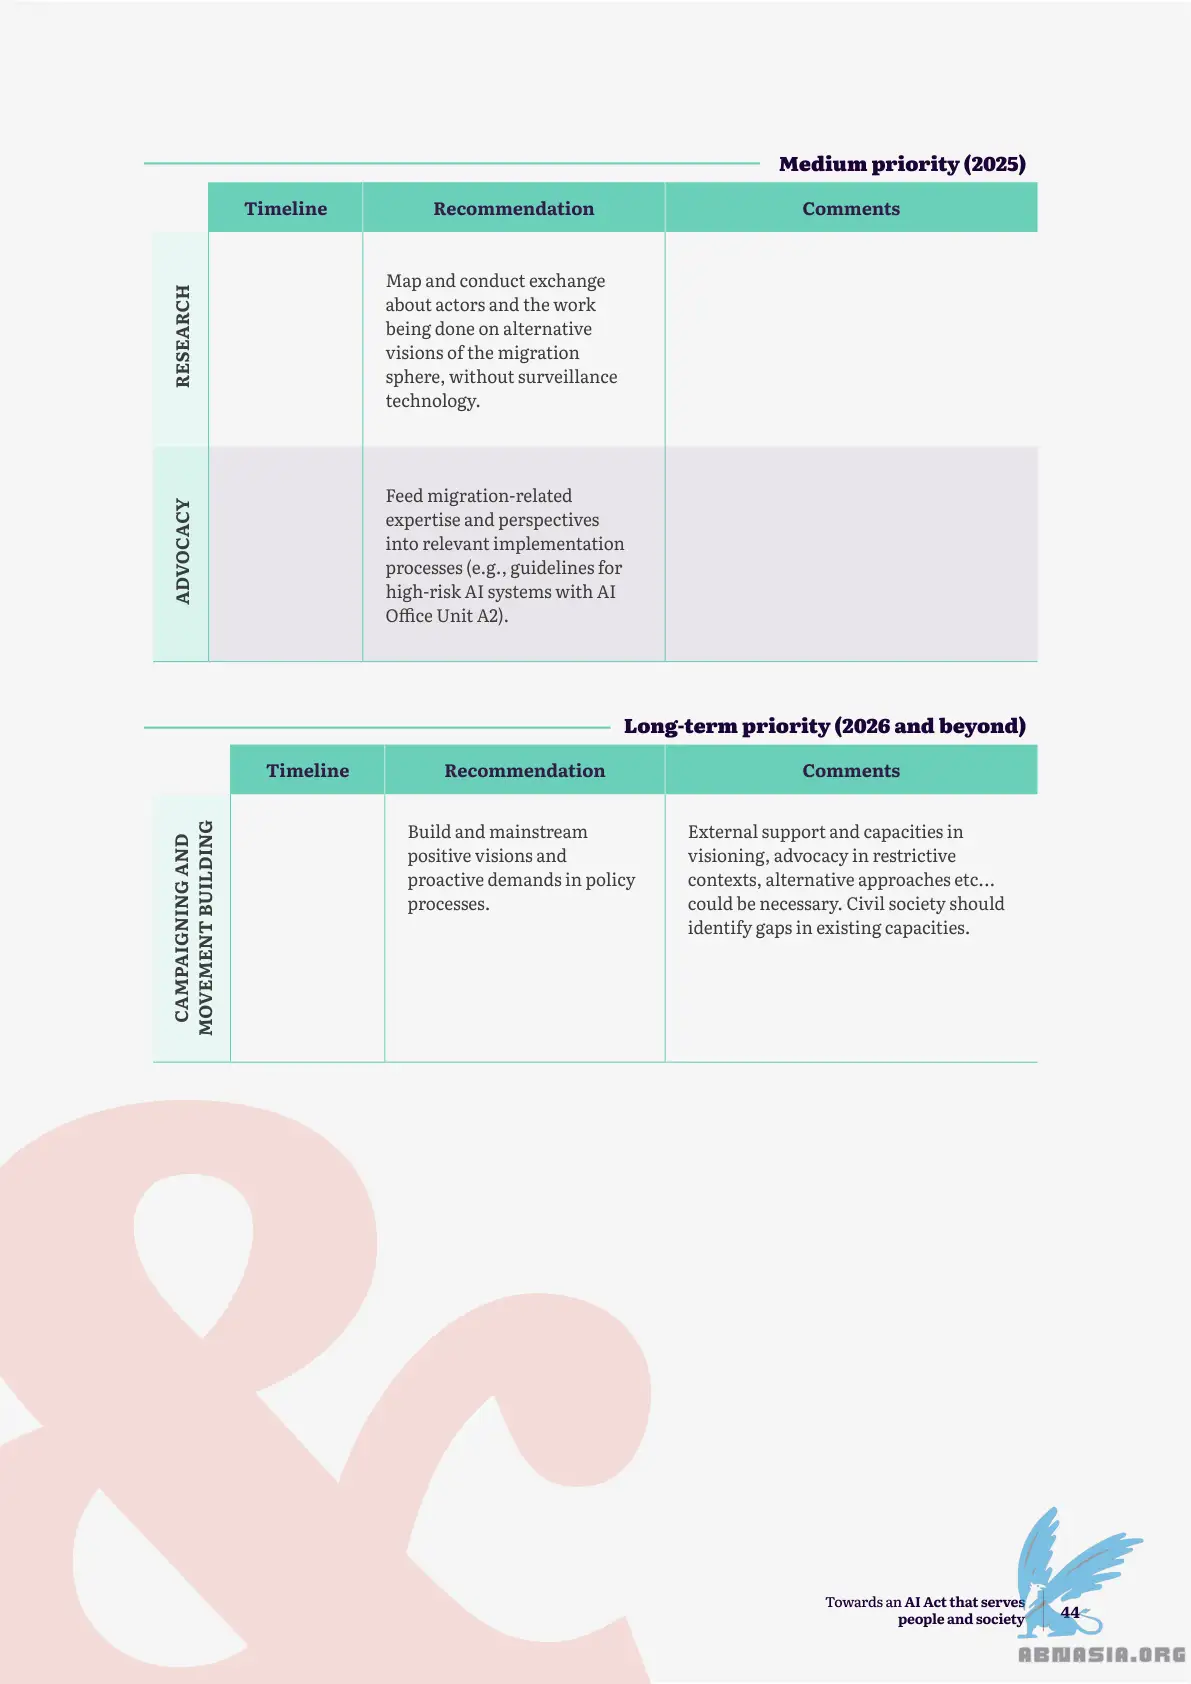 Medium priority (2025)
Timeline
Recommendation
Comments
RESEARCH
Map and conduct exchange
about actors and the work
being done on alternative
visions of the migration
sphere, without surveillance
technology.
ADVOCACY
Feed migration-related
expertise and perspectives
into relevant implementation
processes (e.g., guidelines for
high-risk AI systems with AI
Office Unit A2).
Long-term priority (2026 and beyond)
Timeline
Recommendation
Comments
CAMPAIGNING AND
MOVEMENT BUILDING
Build and mainstream
positive visions and
proactive demands in policy
processes.
External support and capacities in
visioning, advocacy in restrictive
contexts, alternative approaches etc...
could be necessary. Civil society should
identify gaps in existing capacities.
&
Towards an AI Act that serves
people and society
44
ABNASIA.ORG